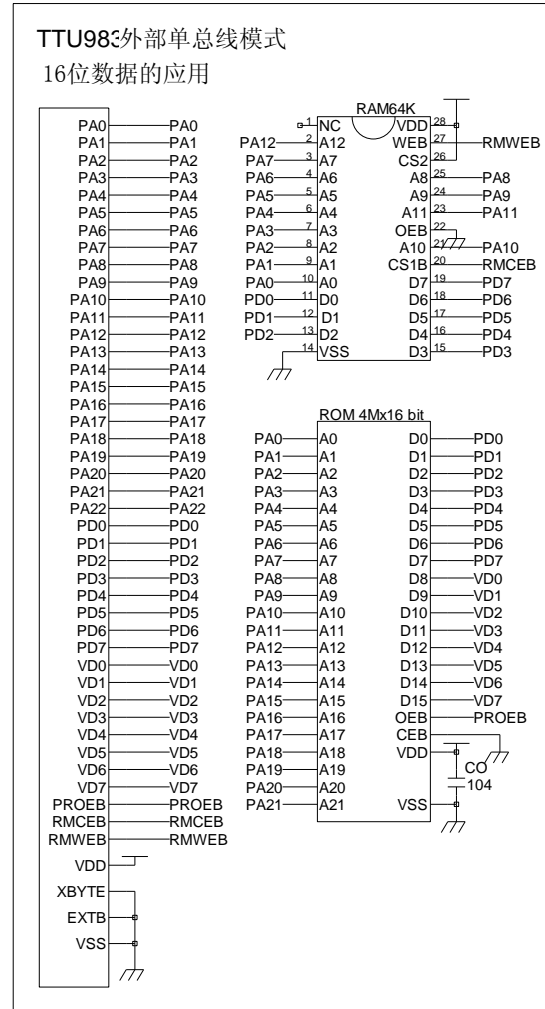 TTU983外部单总线模式
16位数据的应用
PA0 PA0
PA1 PA1
PA2 PA2
PA3 PA3
PA4 PA4
PA5 PA5
PA6 PA6
PA7 PA7
PA8 PA8
PA9 PA9
PA10 PA10
PA11 PA11
PA12 PA12
PA13 PA13
PA14 PA14
PA15 PA15
PA16 PA16
PA17 PA17
PA18 PA18
PA19 PA19
PA20 PA20
PA21 PA21
PA22 PA22
PD0 PD0
PD1 PD1
PD2 PD2
PD3 PD3
PD4 PD4
PD5 PD5
PD6 PD6
PD7 PD7
VD0 VD0
VD1 VD1
VD2 VD2
VD3 VD3
VD4 VD4
VD5 VD5
VD6 VD6
VD7 VD7
PROEB PROEB
RMCEB RMCEB
RMWEB RMWEB
VDD
XBYTE
EXTB
VSS
RAM64K
1 NC VDD 28
PA12 2 A12 WEB 27 RMWEB
PA7 3 A7 CS2 26
PA6 4 A6 A8 25 PA8
PA5 5 A5 A9 24 PA9
PA4 6 A4 A11 23 PA11
PA3 7 A3 OEB 22
PA2 8 A2 A10 21 PA10
PA1 9 A1 CS1B 20 RMCEB
PA0 10 A0 D7 19 PD7
PD0 11 D0 D6 18 PD6
PD1 12 D1 D5 17 PD5
PD2 13 D2 D4 16 PD4
14 VSS D3 15 PD3
ROM 4Mx16 bit
PA0 A0 D0 PD0
PA1 A1 D1 PD1
PA2 A2 D2 PD2
PA3 A3 D3 PD3
PA4 A4 D4 PD4
PA5 A5 D5 PD5
PA6 A6 D6 PD6
PA7 A7 D7 PD7
PA8 A8 D8 VD0
PA9 A9 D9 VD1
PA10 A10 D10 VD2
PA11 A11 D11 VD3
PA12 A12 D12 VD4
PA13 A13 D13 VD5
PA14 A14 D14 VD6
PA15 A15 D15 VD7
PA16 A16 OEB PROEB
PA17 A17 CEB
PA18 A18 VDD
PA19 A19 CO
PA20 A20 104
PA21 A21 VSS